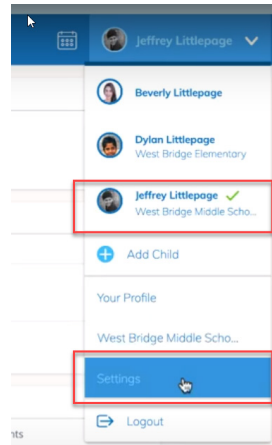 Jeffrey Littlepage
Beverly Littlepage
Dylan Littlepage
West Bridge Elementary
Jeffrey Littlepage
West Bridge Middle Scho...
Add Child
Your Profile
West Bridge Middle Scho...
Settings
Logout
nts